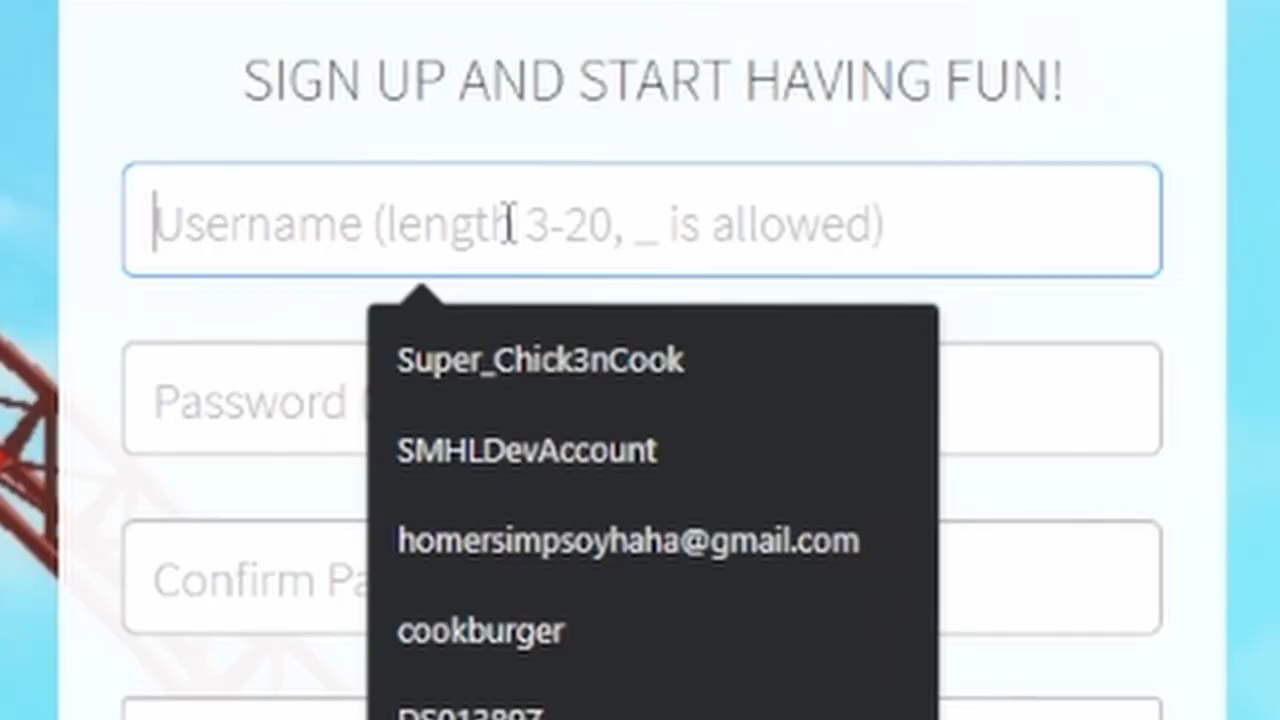 SIGN UP AND START HAVING FUN!
Username (length 3-20, _ is allowed)
Super_Chick3nCook
Password
SMHLDevAccount
homersimpsoyhaha@gmail.com
Confirm Pa
cookburger